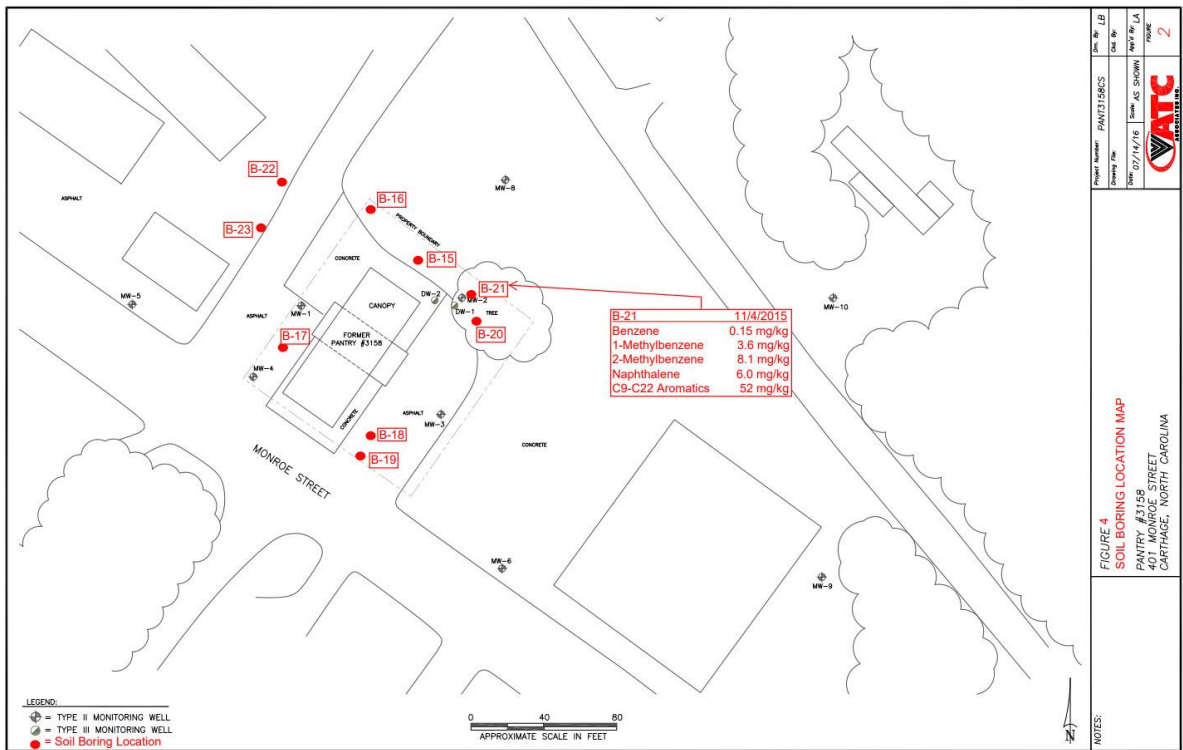 B-22
ASPHALT
B-23
B-16
MW-8
PROPERTY BOUNDARY
CONCRETE
B-15
MW-5
MW-1
CANOPY
DW-2
B-21
MW-2
DW-1
TREE
B-20
MW-10
ASPHALT
FORMER
PANTRY #3158
B-17
MW-4
B-21 11/4/2015
Benzene 0.15 mg/kg
1-Methylbenzene 3.6 mg/kg
2-Methylbenzene 8.1 mg/kg
Naphthalene 6.0 mg/kg
C9-C22 Aromatics 52 mg/kg
CONCRETE
ASPHALT
MW-3
B-18
B-19
CONCRETE
MONROE STREET
MW-6
MW-9
LEGEND:
= TYPE II MONITORING WELL
= TYPE III MONITORING WELL
= Soil Boring Location
0 40 80
APPROXIMATE SCALE IN FEET
N
NOTES:
FIGURE 4
SOIL BORING LOCATION MAP
PANTRY #3158
401 MONROE STREET
CARTHAGE, NORTH CAROLINA
Project Number: PANT3158CS
Drn. By: LB
Drawing File:
Ckd. By:
Date: 07/14/16
Scale: AS SHOWN
App'd By: LA
ATC
ASSOCIATES INC.
FIGURE
2